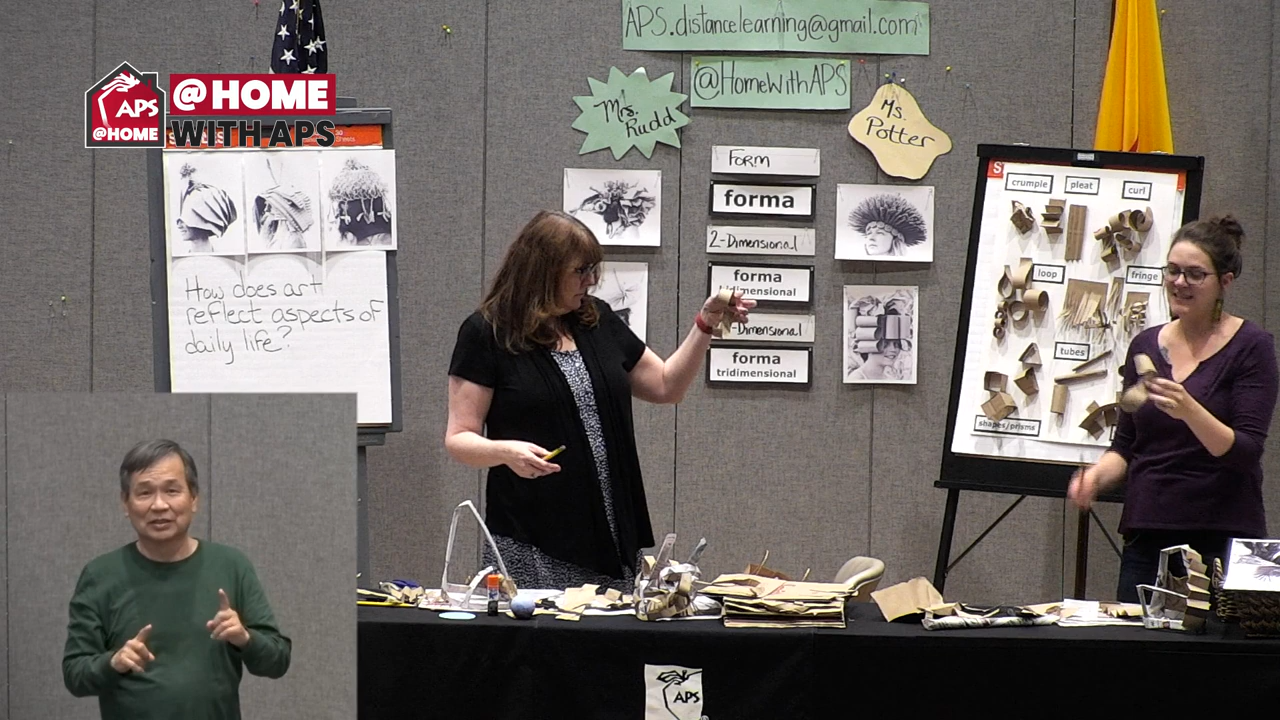 APS.distancelearning@gmail.com
@HomeWithAPS
APS
@HOME
@HOME
WITH APS
Mrs.
Rudd
Ms.
Potter
Form
forma
2-Dimensional
forma
bidimensional
-Dimensional
forma
tridimensional
How does art
reflect aspects of
daily life?
crumple
pleat
curl
loop
fringe
tubes
shapes/prisms
APS